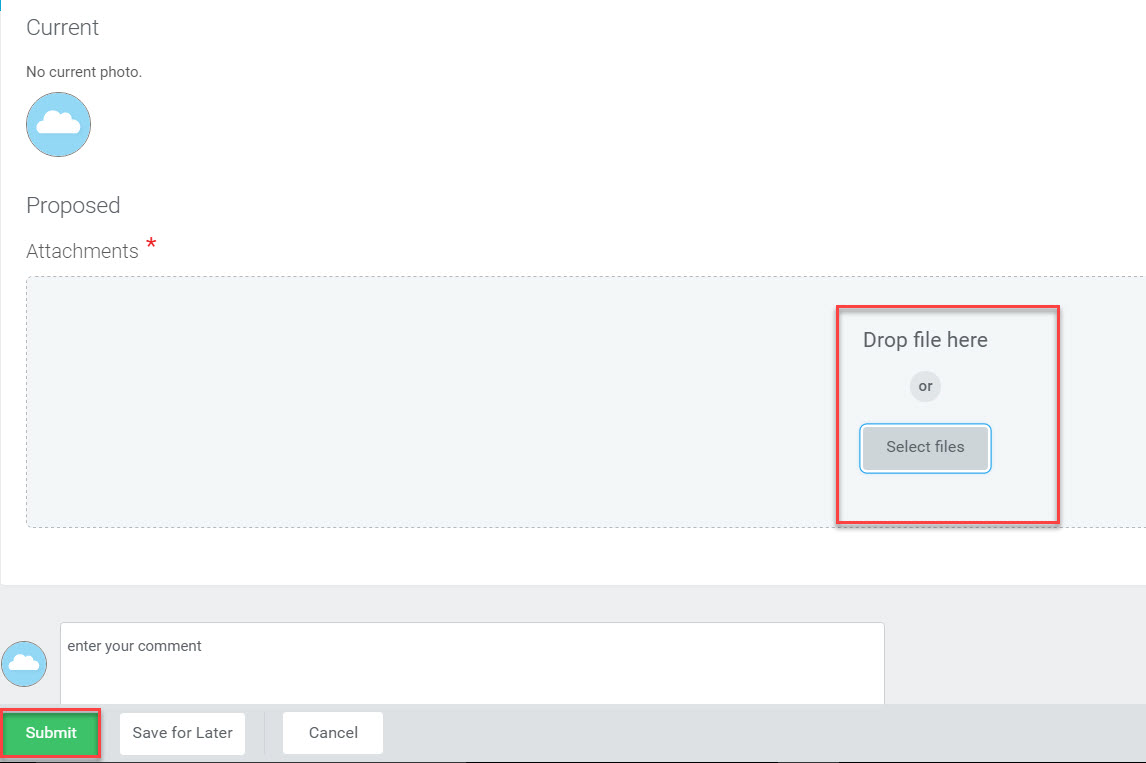 Current
No current photo.
Proposed
Attachments *
Drop file here
or
Select files
enter your comment
Submit
Save for Later
Cancel